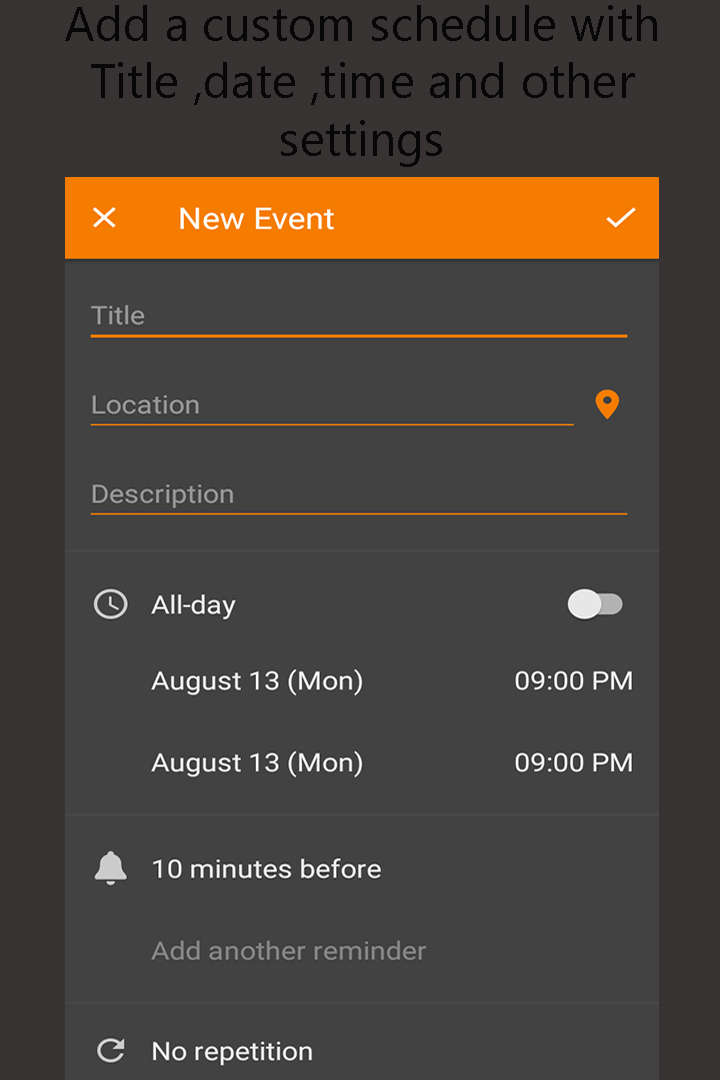 Add a custom schedule with
Title ,date ,time and other
settings
New Event
Title
Location
Description
All-day
August 13 (Mon) 09:00 PM
August 13 (Mon) 09:00 PM
10 minutes before
Add another reminder
No repetition